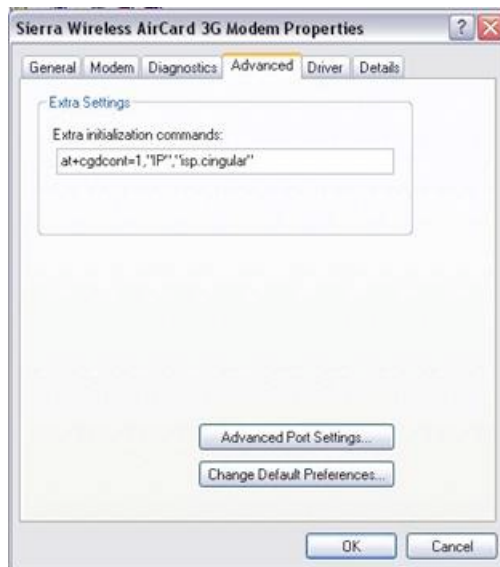 Sierra Wireless AirCard 3G Modem Properties
General Modem Diagnostics Advanced Driver Details
Extra Settings
Extra initialization commands:
at+cgdcont=1,"IP","isp.cingular"
Advanced Port Settings...
Change Default Preferences...
OK Cancel